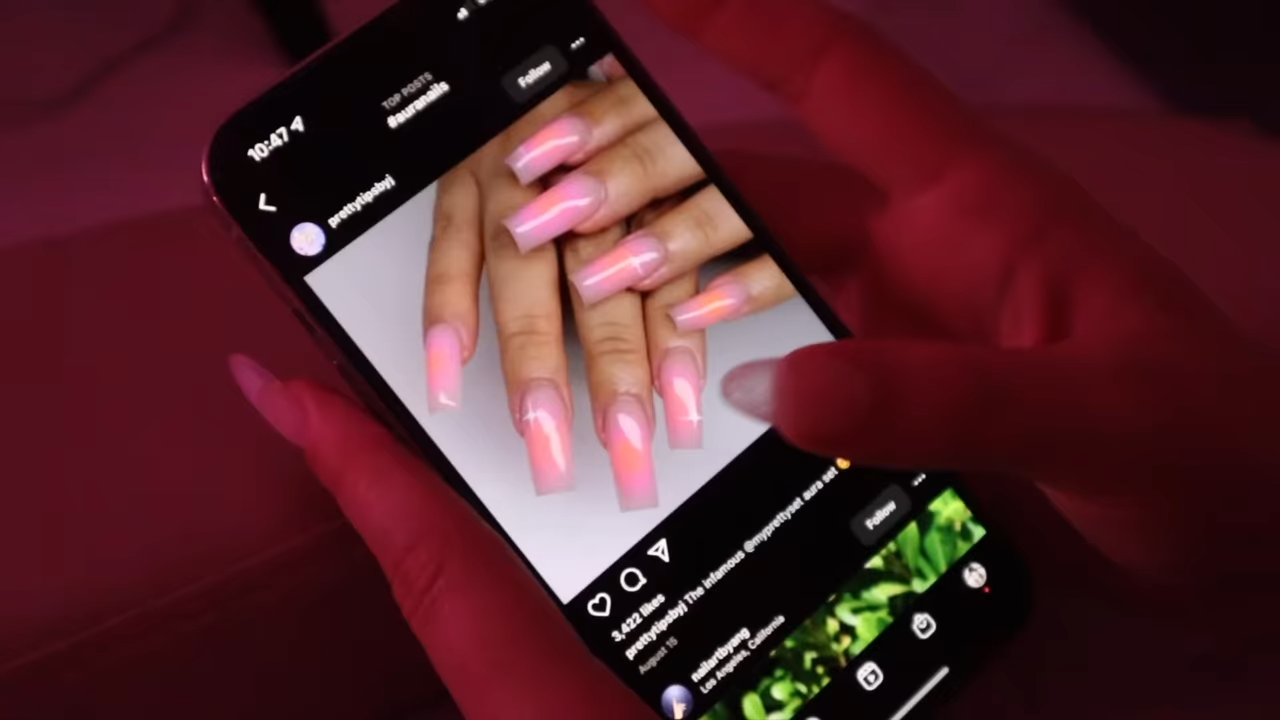 10:47
TOP POSTS
#auranails
Follow
prettytipsbyj
3,422 likes
prettytipsbyj The infamous @myprettyset aura set
August 15
nailartbyang
Los Angeles, California
Follow